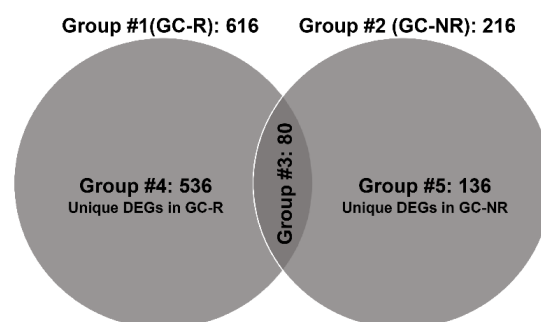 Group #1(GC-R): 616
Group #2 (GC-NR): 216
Group #3: 80
Group #4: 536
Unique DEGs in GC-R
Group #5: 136
Unique DEGs in GC-NR